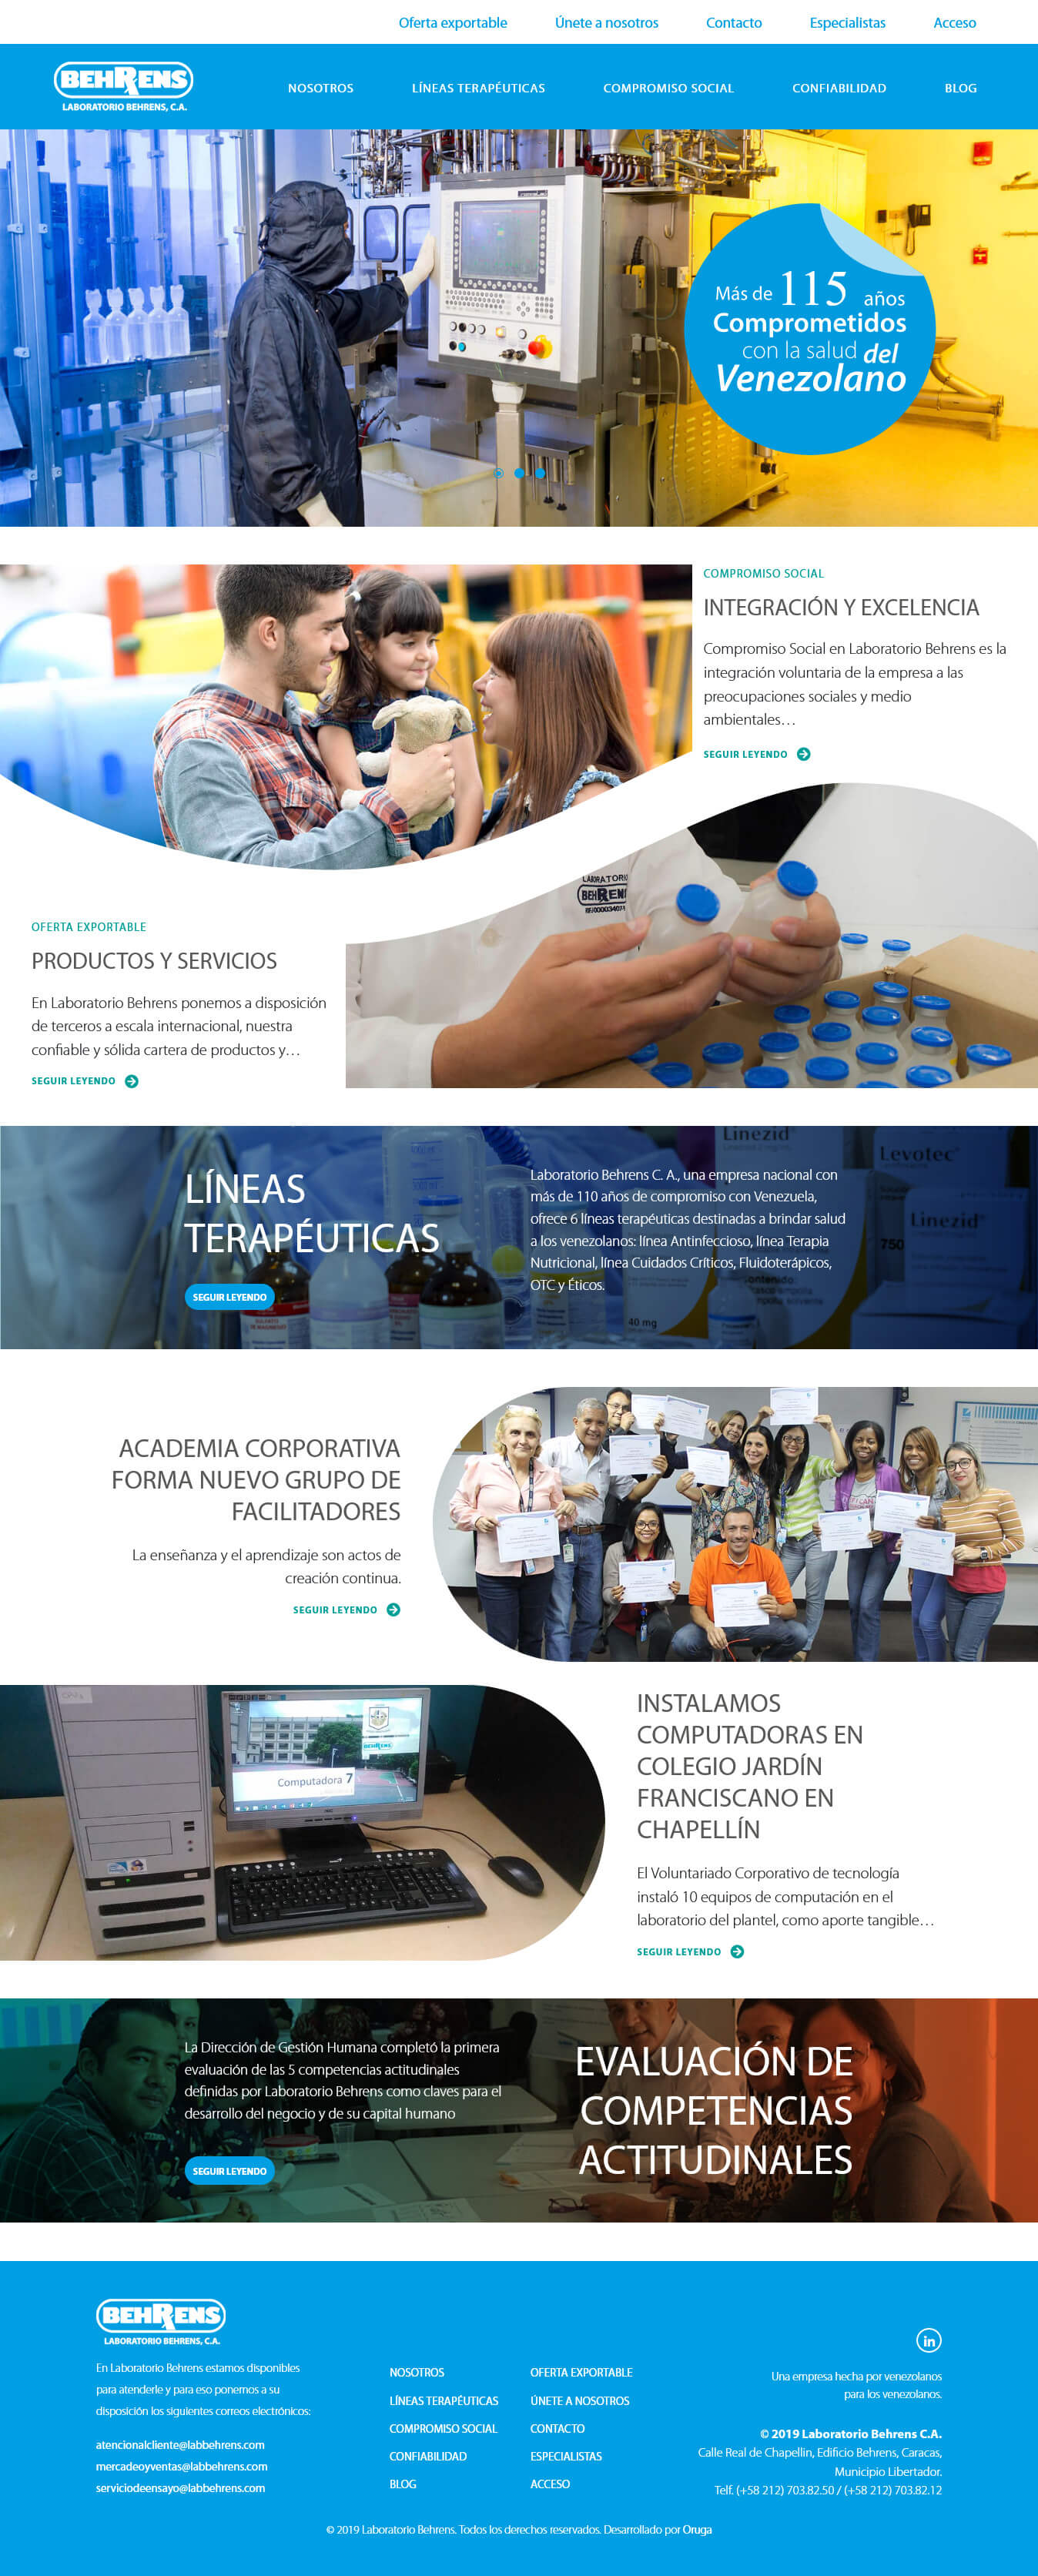 Oferta exportable
Únete a nosotros
Contacto
Especialistas
Acceso
BEHRENS
LABORATORIO BEHRENS, C.A.
NOSOTROS
LÍNEAS TERAPÉUTICAS
COMPROMISO SOCIAL
CONFIABILIDAD
BLOG
Más de 115 años
Comprometidos
con la salud del
Venezolano
COMPROMISO SOCIAL
INTEGRACIÓN Y EXCELENCIA
Compromiso Social en Laboratorio Behrens es la
integración voluntaria de la empresa a las
preocupaciones sociales y medio
ambientales…
SEGUIR LEYENDO
LABORATORIO
BEHRENS
OFERTA EXPORTABLE
PRODUCTOS Y SERVICIOS
En Laboratorio Behrens ponemos a disposición
de terceros a escala internacional, nuestra
confiable y sólida cartera de productos y…
SEGUIR LEYENDO
LÍNEAS
TERAPÉUTICAS
SEGUIR LEYENDO
Laboratorio Behrens C. A., una empresa nacional con
más de 110 años de compromiso con Venezuela,
ofrece 6 líneas terapéuticas destinadas a brindar salud
a los venezolanos: línea Antinfeccioso, línea Terapia
Nutricional, línea Cuidados Críticos, Fluidoterápicos,
OTC y Éticos.
Linezid
Levotec
Linezid
750
40 mg
ACADEMIA CORPORATIVA
FORMA NUEVO GRUPO DE
FACILITADORES
La enseñanza y el aprendizaje son actos de
creación continua.
SEGUIR LEYENDO
BEHRENS
Computadora 7
INSTALAMOS
COMPUTADORAS EN
COLEGIO JARDÍN
FRANCISCANO EN
CHAPELLÍN
El Voluntariado Corporativo de tecnología
instaló 10 equipos de computación en el
laboratorio del plantel, como aporte tangible…
SEGUIR LEYENDO
La Dirección de Gestión Humana completó la primera
evaluación de las 5 competencias actitudinales
definidas por Laboratorio Behrens como claves para el
desarrollo del negocio y de su capital humano
SEGUIR LEYENDO
EVALUACIÓN DE
COMPETENCIAS
ACTITUDINALES
BEHRENS
LABORATORIO BEHRENS, C.A.
En Laboratorio Behrens estamos disponibles
para atenderle y para eso ponemos a su
disposición los siguientes correos electrónicos:
atencionalcliente@labbehrens.com
mercadeoyventas@labbehrens.com
serviciodeensayo@labbehrens.com
NOSOTROS
LÍNEAS TERAPÉUTICAS
COMPROMISO SOCIAL
CONFIABILIDAD
BLOG
OFERTA EXPORTABLE
ÚNETE A NOSOTROS
CONTACTO
ESPECIALISTAS
ACCESO
in
Una empresa hecha por venezolanos
para los venezolanos.
© 2019 Laboratorio Behrens C.A.
Calle Real de Chapellín, Edificio Behrens, Caracas,
Municipio Libertador.
Telf. (+58 212) 703.82.50 / (+58 212) 703.82.12
© 2019 Laboratorio Behrens. Todos los derechos reservados. Desarrollado por Oruga